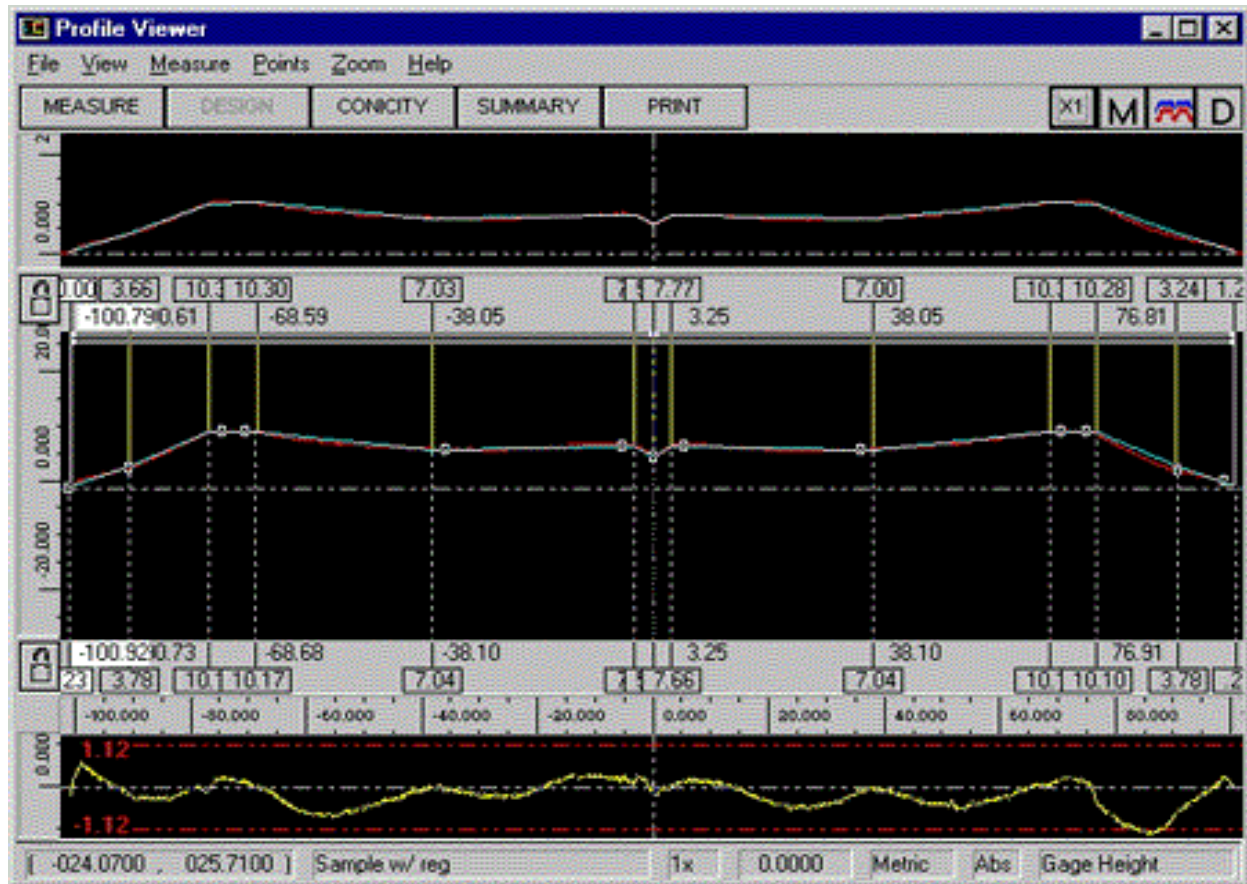 Profile Viewer
File View Measure Points Zoom Help
MEASURE DESIGN CONICITY SUMMARY PRINT X1 M D
0.000
3.66 10.30 7.03 7.77 7.00 10.28 3.24
-100.79 0.61 -68.59 -38.05 3.25 38.05 76.81
0.000
-20.000
-100.92 0.73 -68.68 -38.10 3.25 38.10 76.91
23 3.78 10.17 7.04 7.66 7.04 10.10 3.78
-100.000 -80.000 -60.000 -40.000 -20.000 0.000 20.000 40.000 60.000 80.000
0.000
1.12
-1.12
[ -024.0700 , 025.7100 ] Sample w/ reg 1x 0.0000 Metric Abs Gage Height